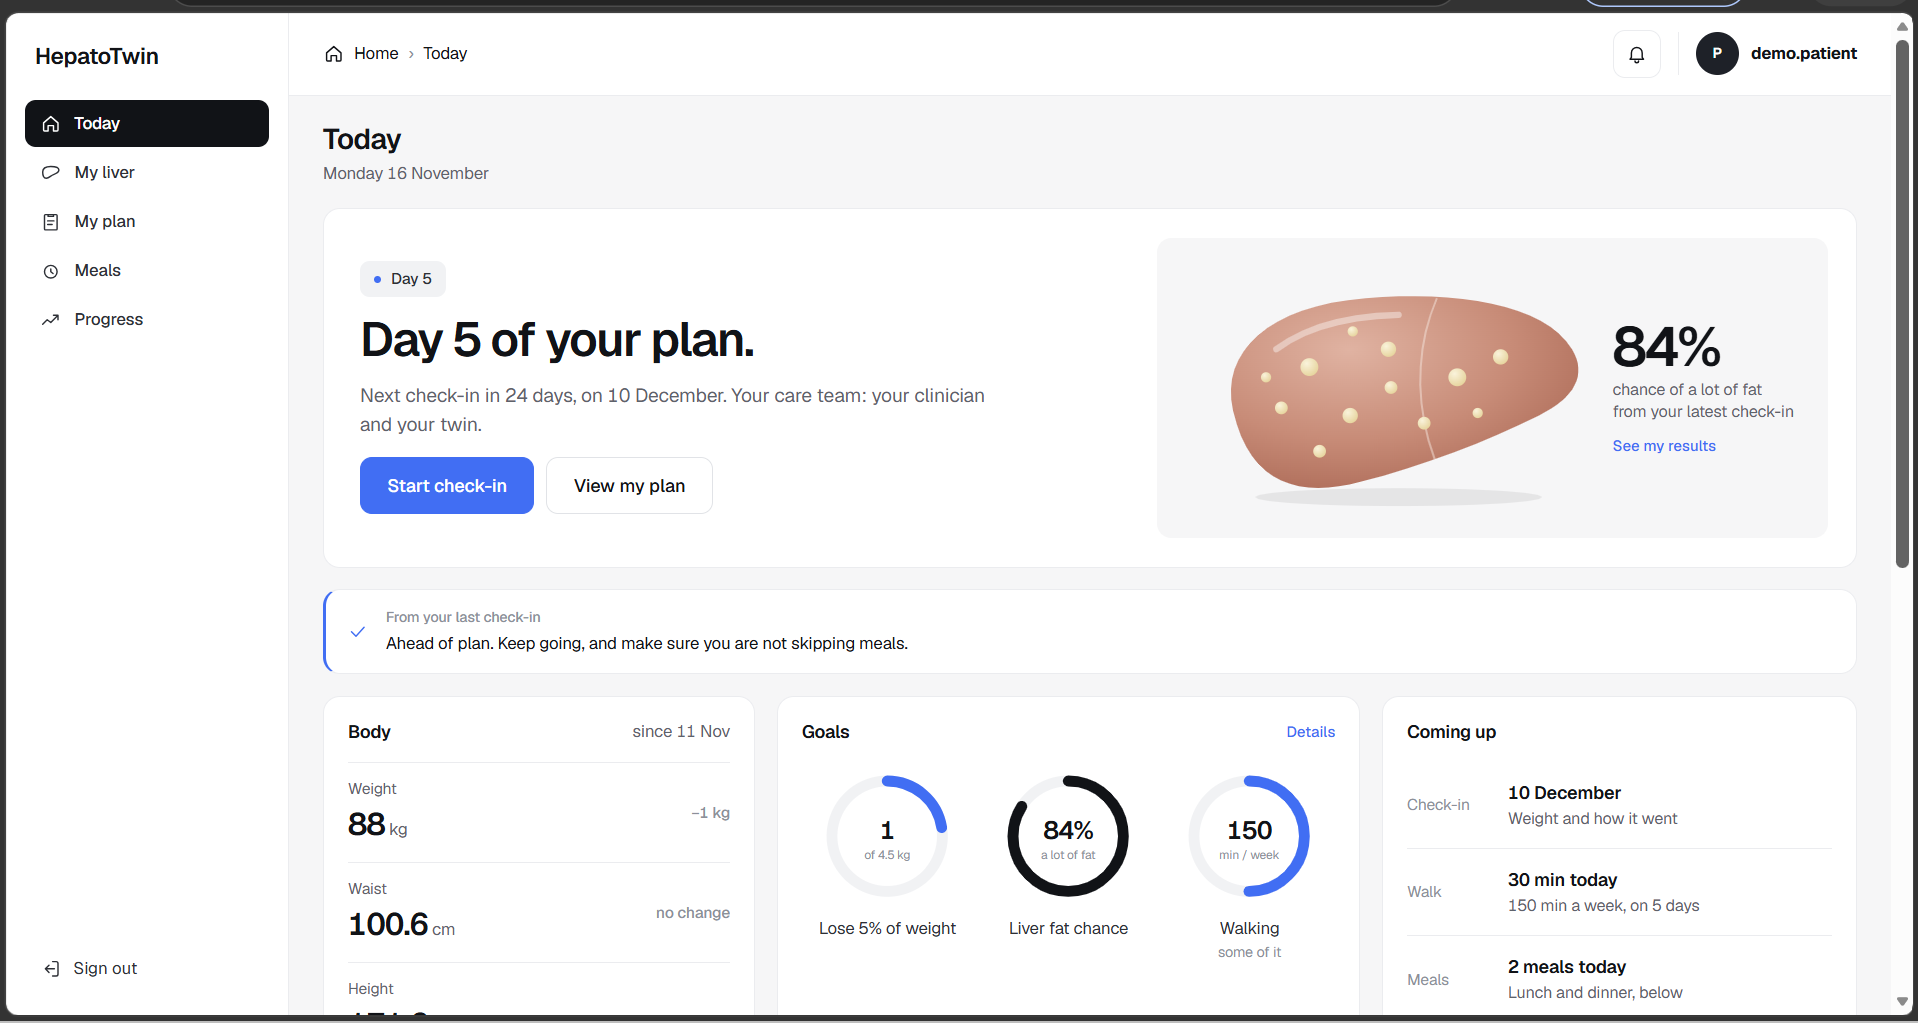 HepatoTwin
Today
My liver
My plan
Meals
Progress
Sign out
Home › Today
P
demo.patient
Today
Monday 16 November
Day 5
Day 5 of your plan.
Next check-in in 24 days, on 10 December. Your care team: your clinician
and your twin.
Start check-in
View my plan
84%
chance of a lot of fat
from your latest check-in
See my results
From your last check-in
Ahead of plan. Keep going, and make sure you are not skipping meals.
Body
since 11 Nov
Weight
88 kg
−1 kg
Waist
100.6 cm
no change
Height
Goals
Details
1
of 4.5 kg
Lose 5% of weight
84%
a lot of fat
Liver fat chance
150
min / week
Walking
some of it
Coming up
Check-in
10 December
Weight and how it went
Walk
30 min today
150 min a week, on 5 days
Meals
2 meals today
Lunch and dinner, below